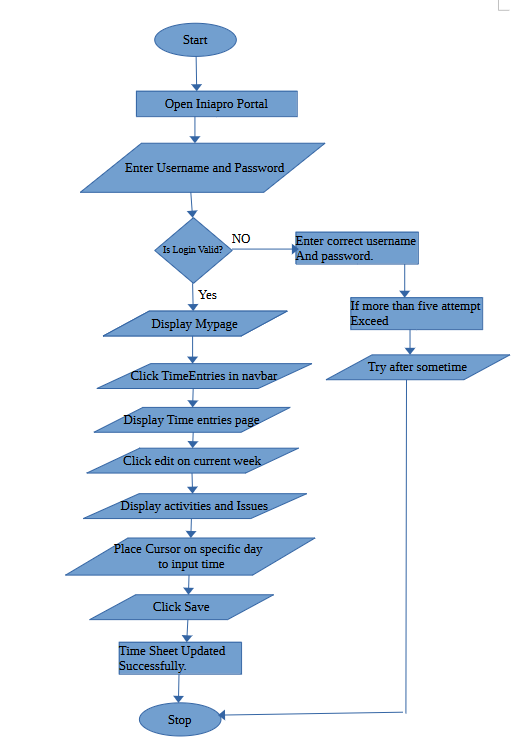 Start
Open Iniapro Portal
Enter Username and Password
Is Login Valid?
NO
Enter correct username
And password.
Yes
If more than five attempt
Exceed
Display Mypage
Try after sometime
Click TimeEntries in navbar
Display Time entries page
Click edit on current week
Display activities and Issues
Place Cursor on specific day
to input time
Click Save
Time Sheet Updated
Successfully.
Stop